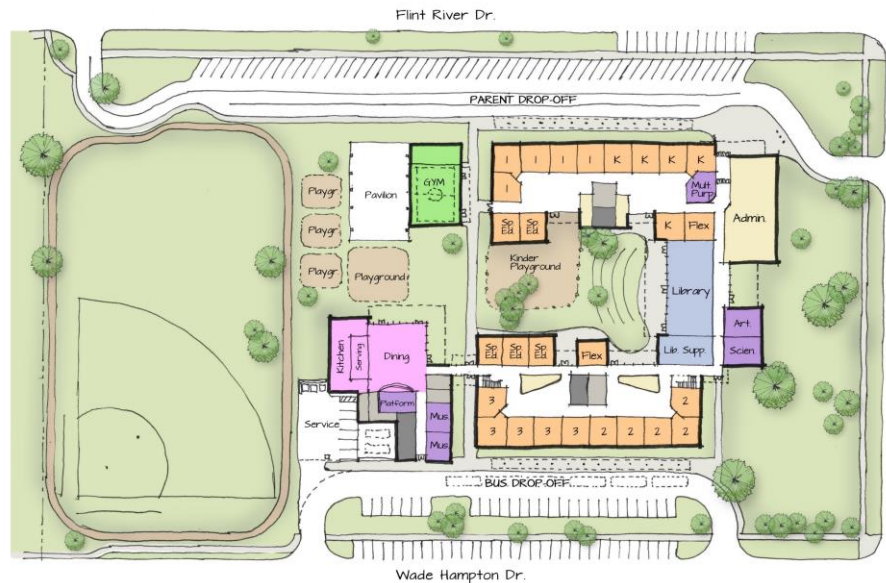 Flint River Dr.
PARENT DROP-OFF
1 1 1 1 K K K K
1
Mult.
Purp.
GYM
Pavilion
Playgr.
Playgr.
Playgr.
Playground
Sp
Ed
Sp
Ed
K
Flex
Admin.
Kinder
Playground
Library
Lib. Supp.
Art.
Scien.
Kitchen
Serving
Dining
Platform
Mus.
Mus.
Service
Sp
Ed
Sp
Ed
Sp
Ed
Flex
3
2
3 3 3 3 2 2 2 2
BUS DROP-OFF
Wade Hampton Dr.